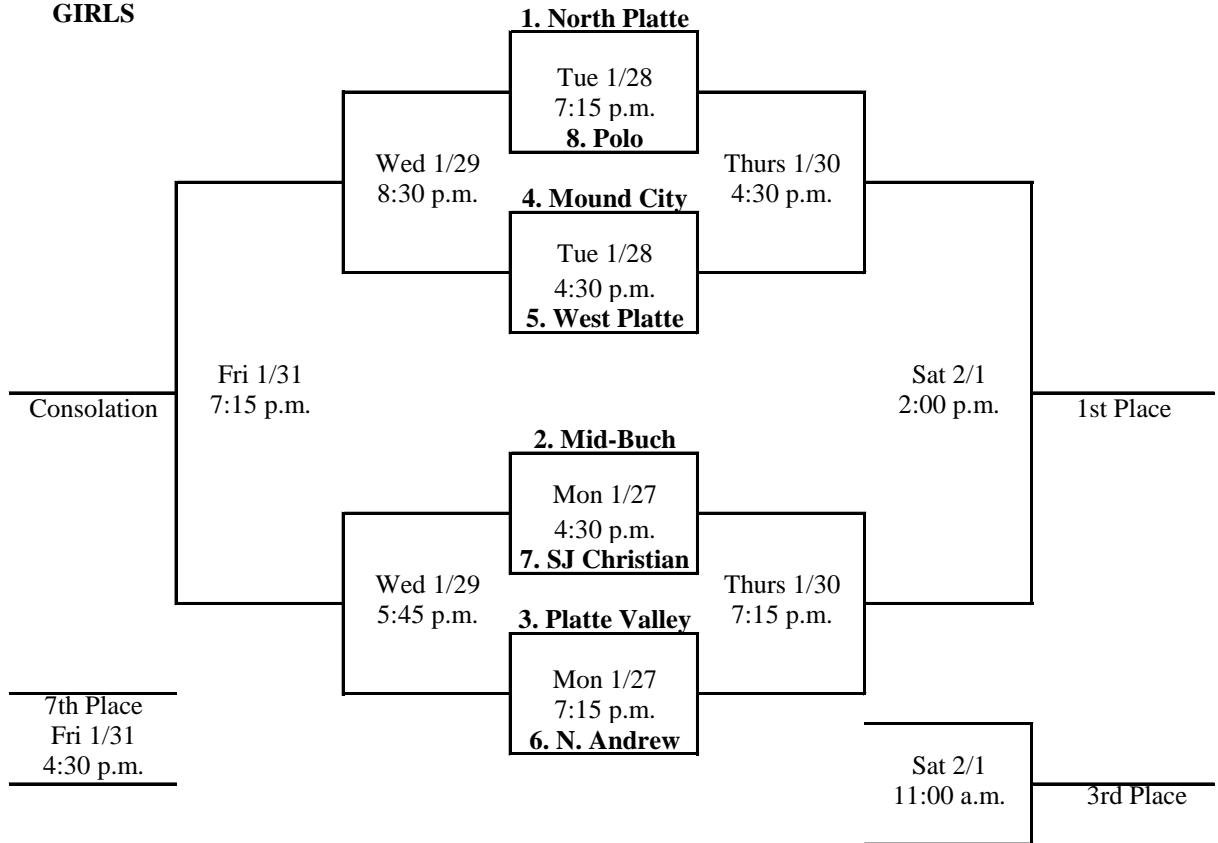 GIRLS
1. North Platte
Tue 1/28
7:15 p.m.
8. Polo
Wed 1/29
8:30 p.m.
Thurs 1/30
4:30 p.m.
4. Mound City
Tue 1/28
4:30 p.m.
5. West Platte
Fri 1/31
7:15 p.m.
Consolation
Sat 2/1
2:00 p.m.
1st Place
2. Mid-Buch
Mon 1/27
4:30 p.m.
7. SJ Christian
Wed 1/29
5:45 p.m.
Thurs 1/30
7:15 p.m.
3. Platte Valley
Mon 1/27
7:15 p.m.
6. N. Andrew
7th Place
Fri 1/31
4:30 p.m.
Sat 2/1
11:00 a.m.
3rd Place